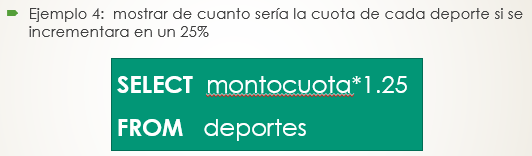 Ejemplo 4: mostrar de cuanto sería la cuota de cada deporte si se
incrementara en un 25%
SELECT montocuota*1.25
FROM deportes